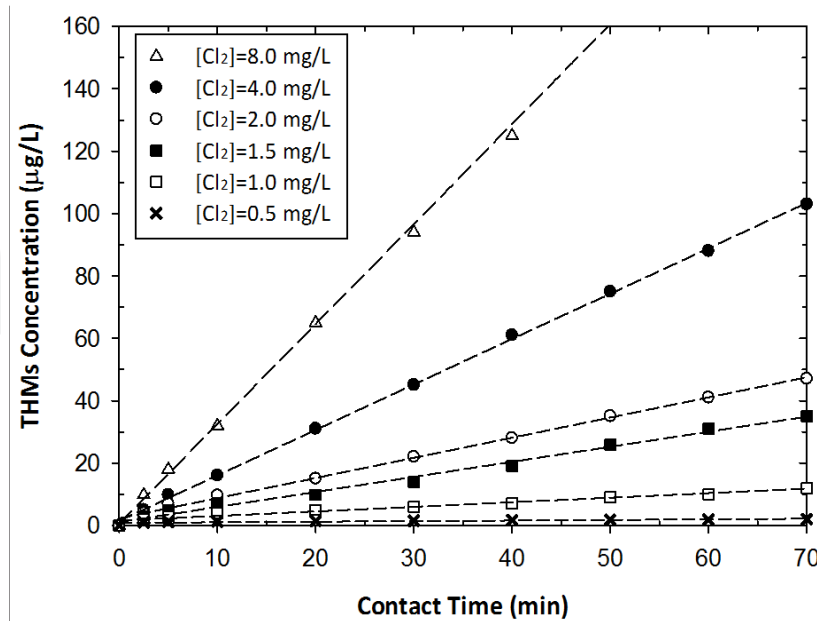 160
140
120
100
80
60
40
20
0
THMs Concentration (μg/L)
[Cl₂]=8.0 mg/L
[Cl₂]=4.0 mg/L
[Cl₂]=2.0 mg/L
[Cl₂]=1.5 mg/L
[Cl₂]=1.0 mg/L
[Cl₂]=0.5 mg/L
0 10 20 30 40 50 60 70
Contact Time (min)